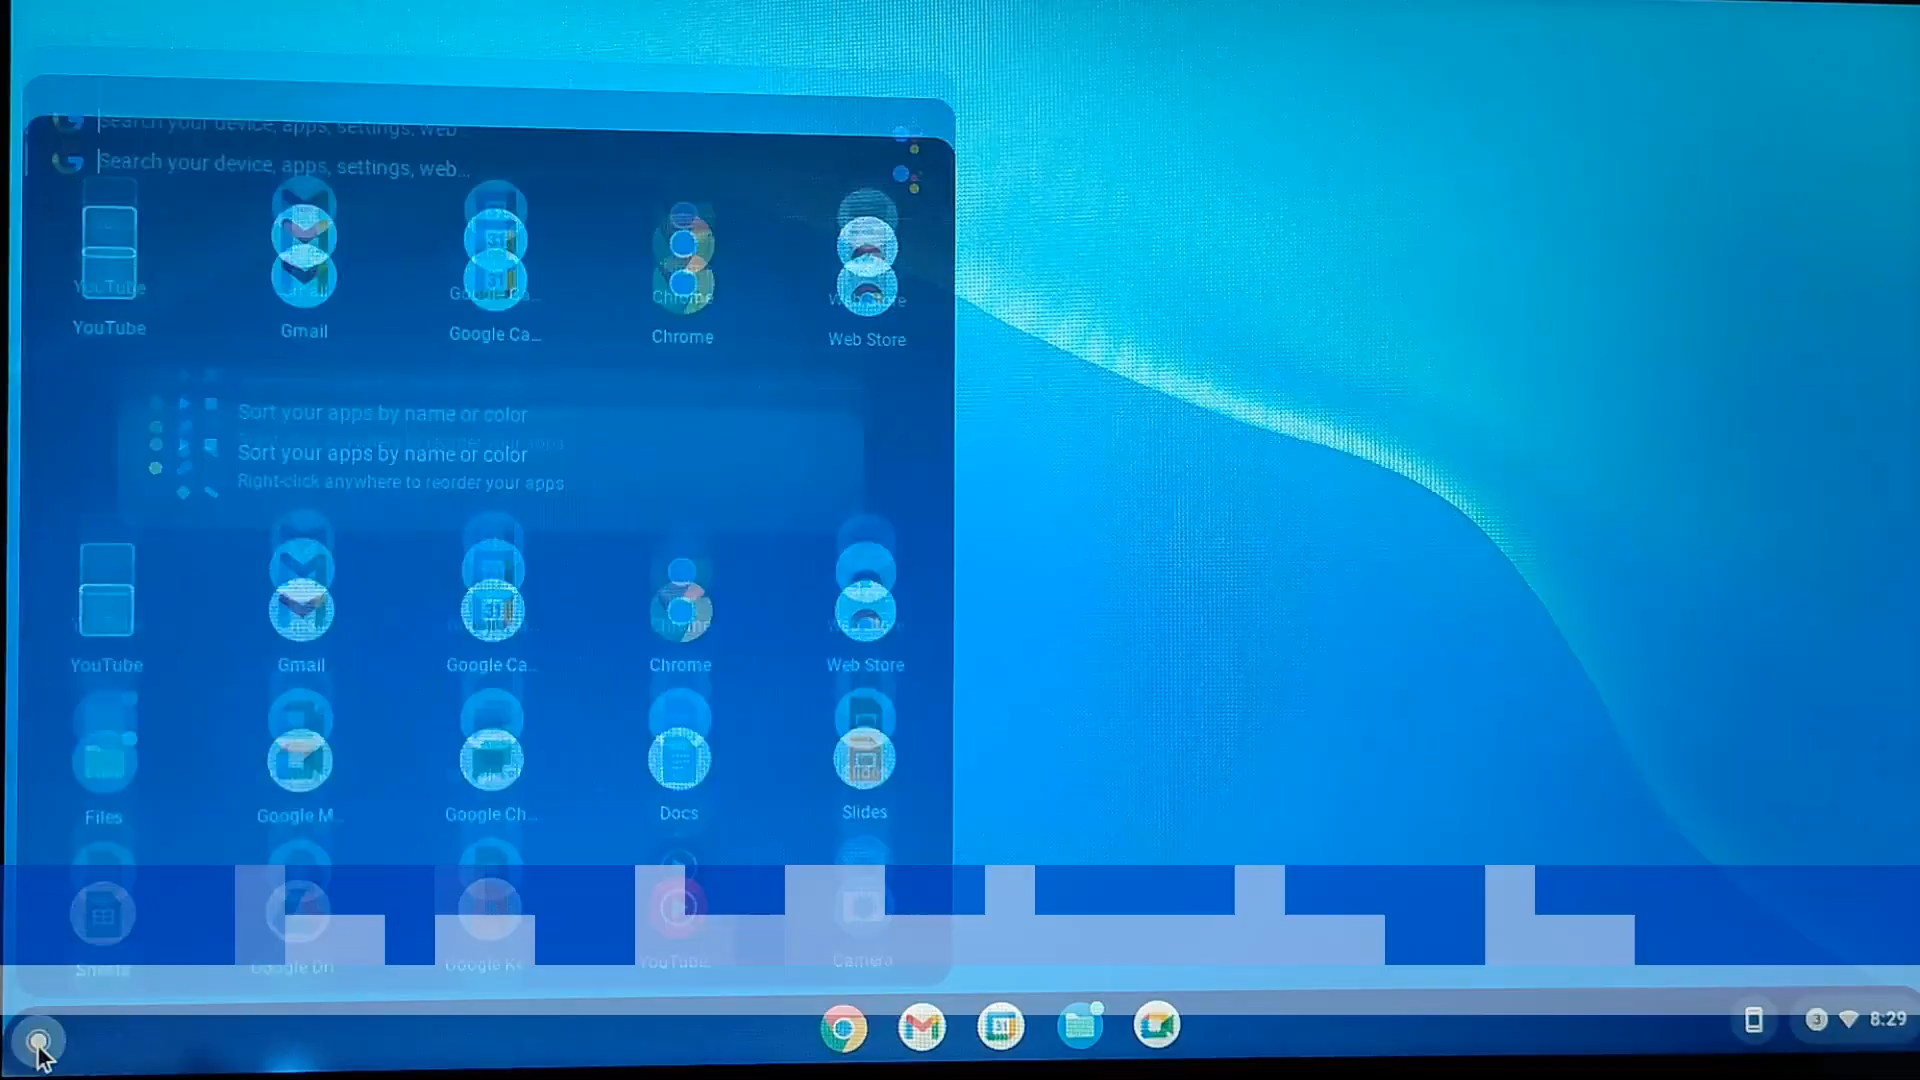 Search your device, apps, settings, web...
Search your device, apps, settings, web...
YouTube Gmail Google Ca... Chrome Web Store
YouTube Gmail Google Ca... Chrome Web Store
Sort your apps by name or color
Sort your apps by name or color
Right-click anywhere to reorder your apps
YouTube Gmail Google Ca... Chrome Web Store
Files Google M... Google Ch... Docs Slides
Sheets Google Dri Google Ke YouTube Camera
31
3 8:29